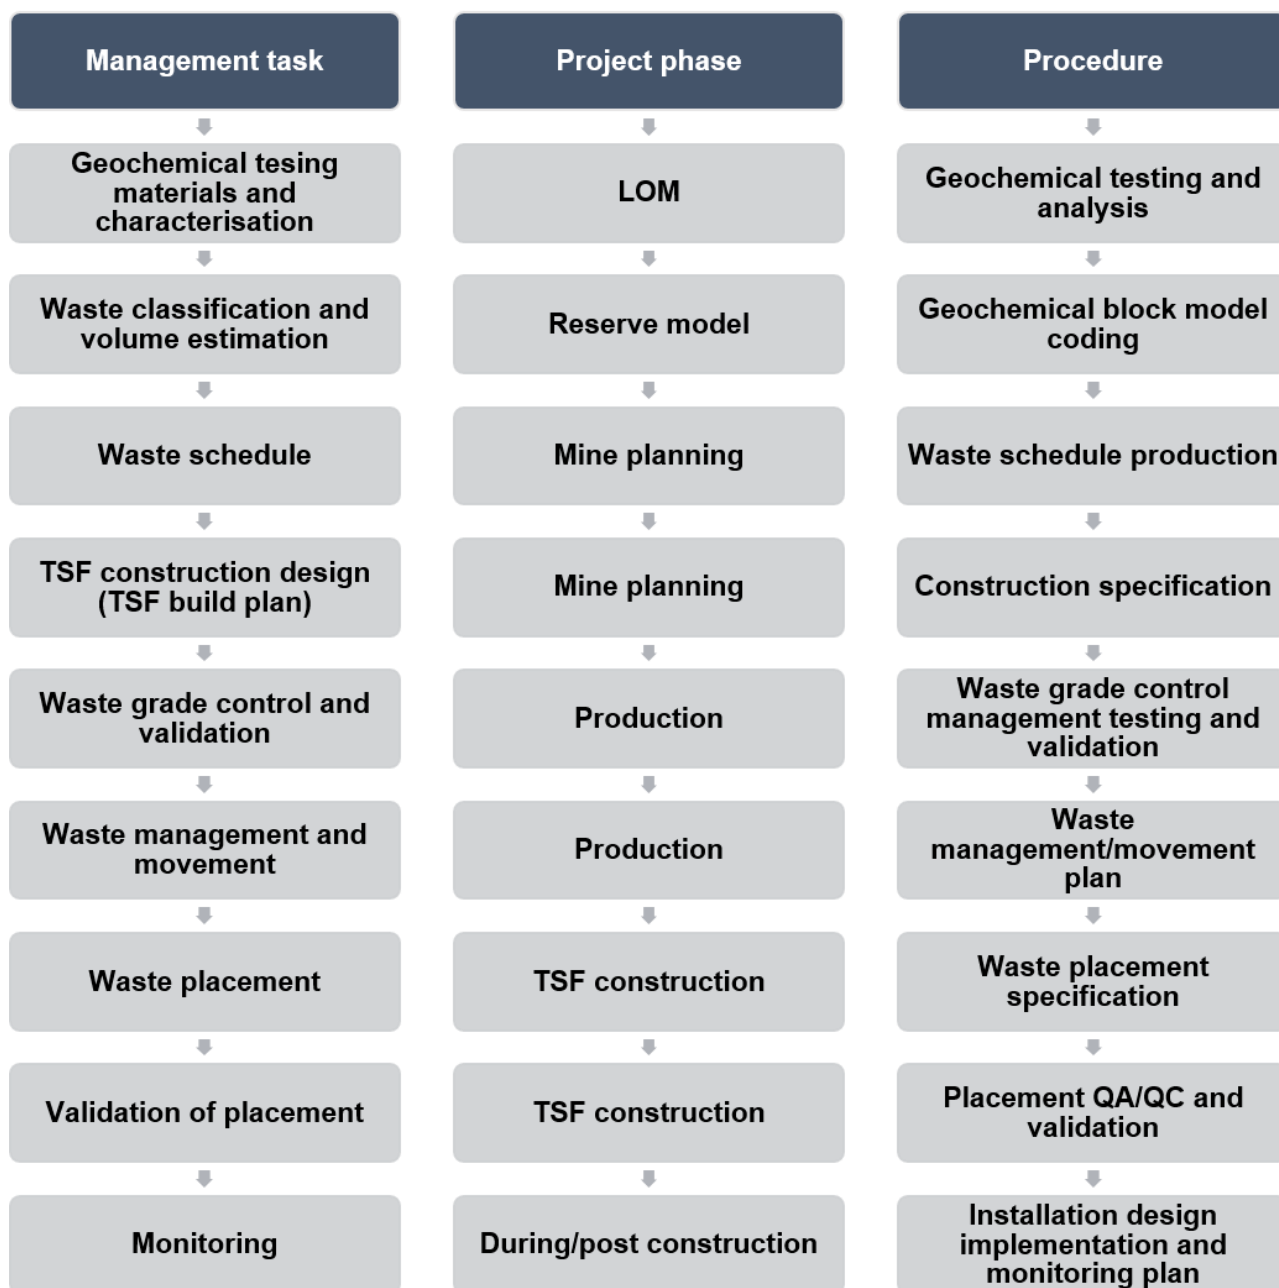 Management task
Project phase
Procedure
Geochemical tesing
materials and
characterisation
LOM
Geochemical testing and
analysis
Waste classification and
volume estimation
Reserve model
Geochemical block model
coding
Waste schedule
Mine planning
Waste schedule production
TSF construction design
(TSF build plan)
Mine planning
Construction specification
Waste grade control and
validation
Production
Waste grade control
management testing and
validation
Waste management and
movement
Production
Waste
management/movement
plan
Waste placement
TSF construction
Waste placement
specification
Validation of placement
TSF construction
Placement QA/QC and
validation
Monitoring
During/post construction
Installation design
implementation and
monitoring plan